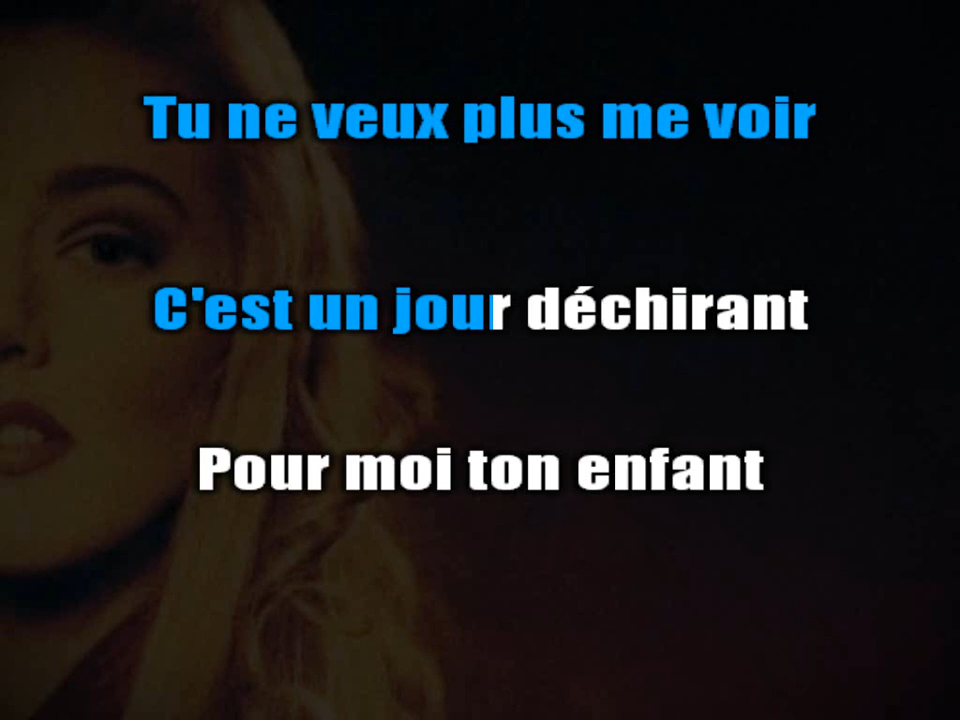 Tu ne veux plus me voir
C'est un jour déchirant
Pour moi ton enfant